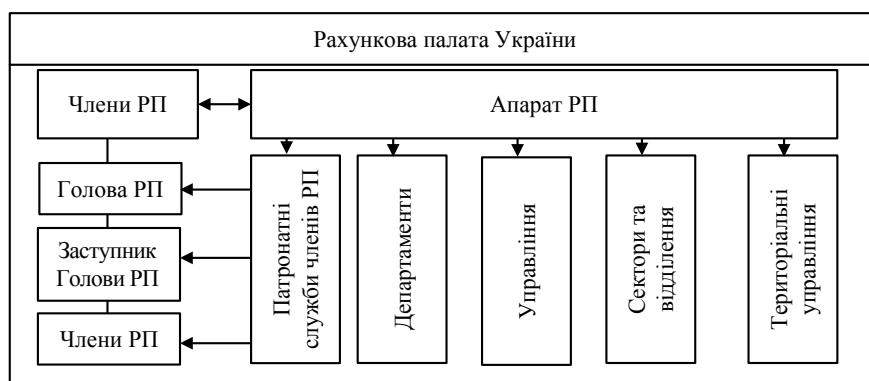 Рахункова палата України
Члени РП
Апарат РП
Голова РП
Заступник
Голови РП
Члени РП
Патронатні
служби членів РП
Департаменти
Управління
Сектори та
відділення
Територіальні
управління